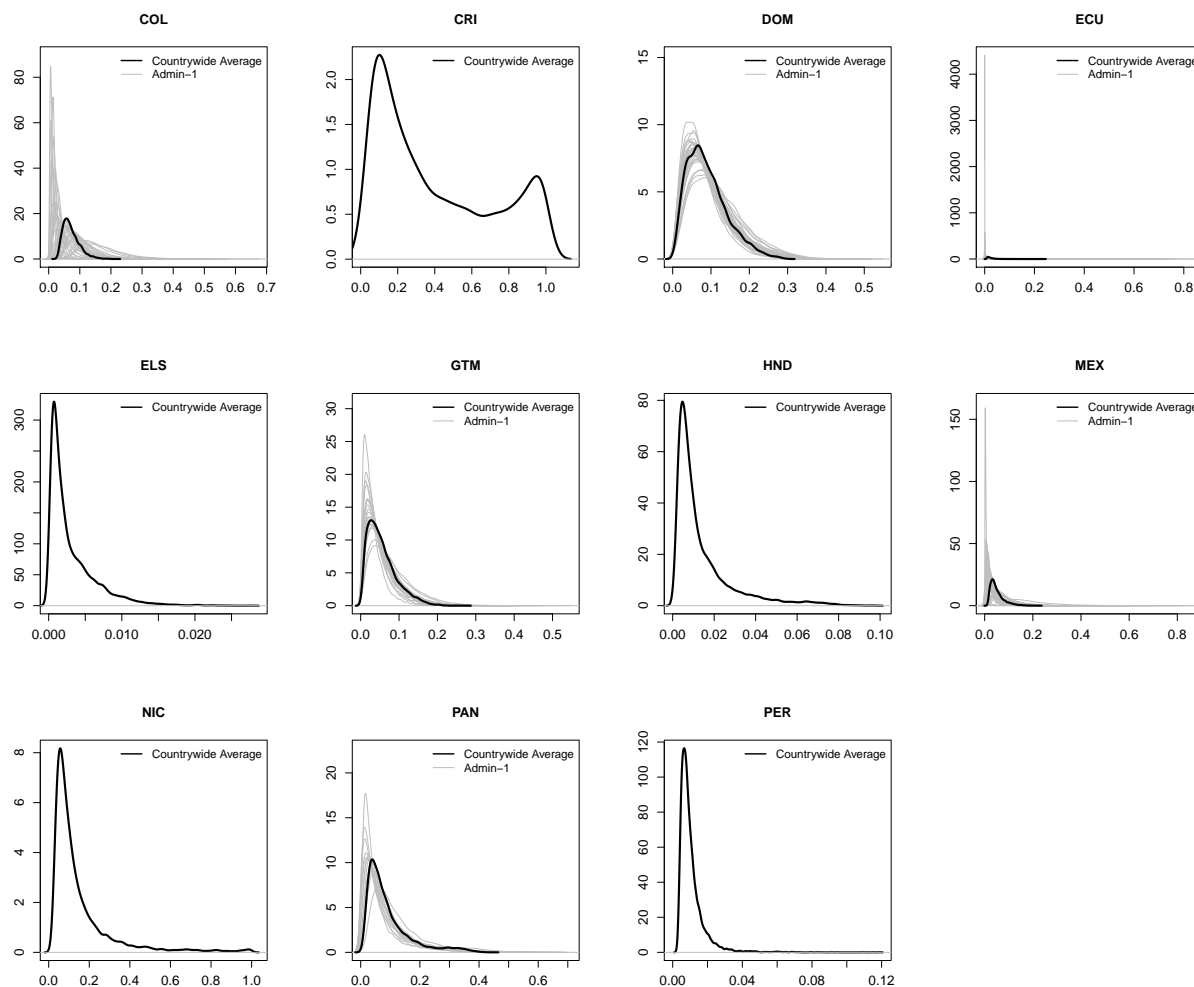 COL
Countrywide Average
Admin−1
0 20 40 60 80
0.0 0.1 0.2 0.3 0.4 0.5 0.6 0.7
CRI
Countrywide Average
0.0 0.5 1.0 1.5 2.0
0.0 0.2 0.4 0.6 0.8 1.0
DOM
Countrywide Average
Admin−1
0 5 10 15
0.0 0.1 0.2 0.3 0.4 0.5
ECU
Countrywide Average
Admin−1
0 1000 2000 3000 4000
0.0 0.2 0.4 0.6 0.8
ELS
Countrywide Average
0 50 100 200 300
0.000 0.010 0.020
GTM
Countrywide Average
Admin−1
0 5 10 15 20 25 30
0.0 0.1 0.2 0.3 0.4 0.5
HND
Countrywide Average
0 20 40 60 80
0.00 0.02 0.04 0.06 0.08 0.10
MEX
Countrywide Average
Admin−1
0 50 100 150
0.0 0.2 0.4 0.6 0.8
NIC
Countrywide Average
0 2 4 6 8
0.0 0.2 0.4 0.6 0.8 1.0
PAN
Countrywide Average
Admin−1
0 5 10 15 20
0.0 0.2 0.4 0.6
PER
Countrywide Average
0 20 40 60 80 100 120
0.00 0.04 0.08 0.12